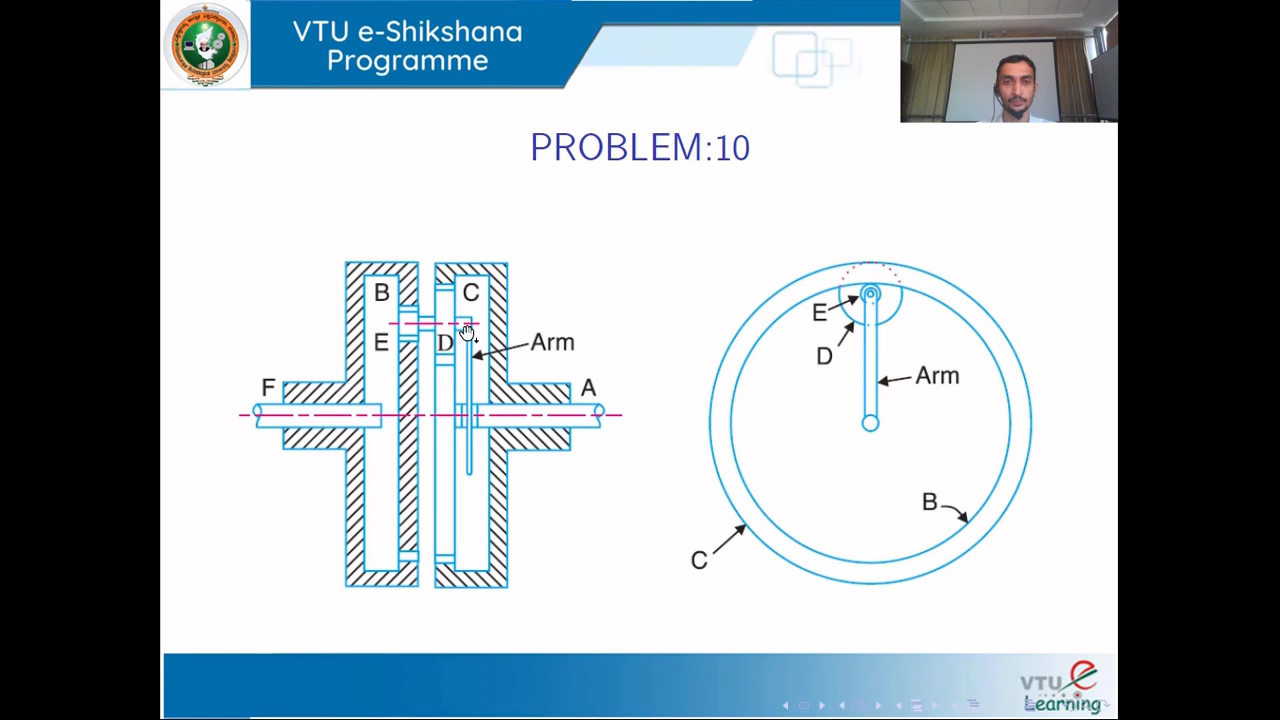 VTU e-Shikshana
Programme
PROBLEM:10
B
C
E
D
Arm
F
A
E
D
Arm
B
C
VTU
Learning